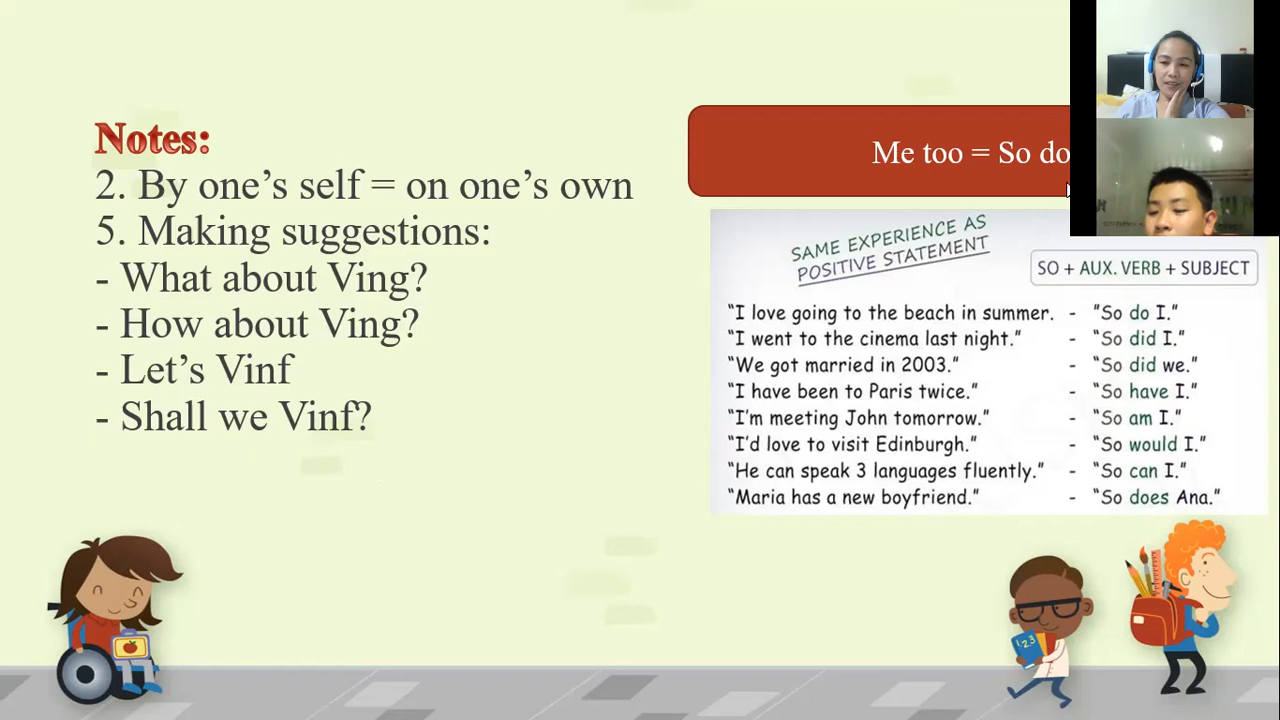 Notes:
2. By one’s self = on one’s own
5. Making suggestions:
- What about Ving?
- How about Ving?
- Let’s Vinf
- Shall we Vinf?
Me too = So do
SAME EXPERIENCE AS
POSITIVE STATEMENT
SO + AUX. VERB + SUBJECT
“I love going to the beach in summer. - “So do I.”
“I went to the cinema last night.” - “So did I.”
“We got married in 2003.” - “So did we.”
“I have been to Paris twice.” - “So have I.”
“I’m meeting John tomorrow.” - “So am I.”
“I’d love to visit Edinburgh.” - “So would I.”
“He can speak 3 languages fluently.” - “So can I.”
“Maria has a new boyfriend.” - “So does Ana.”
1 2 3